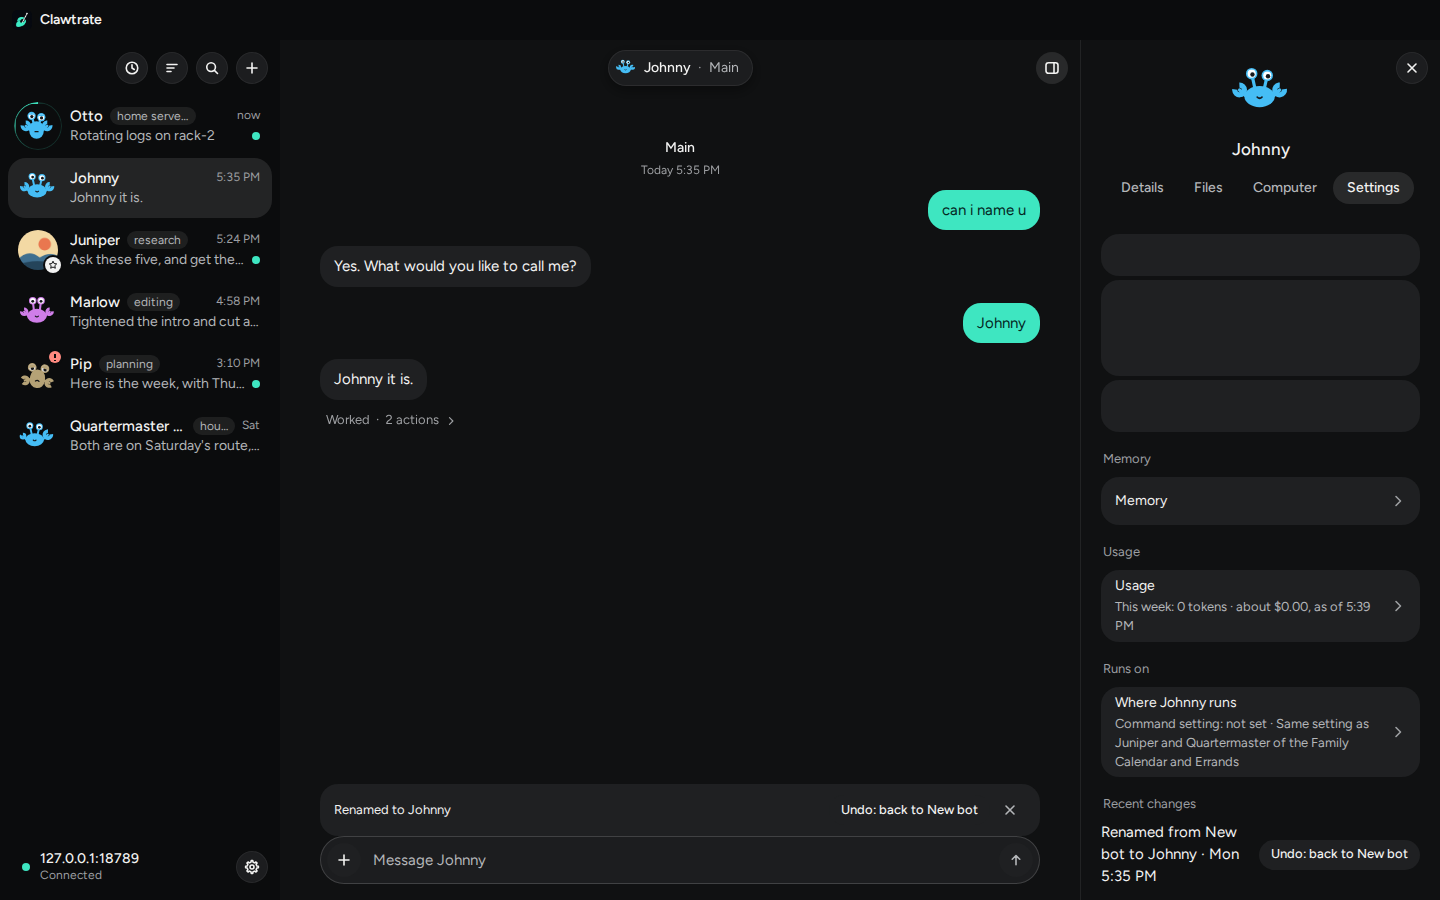 Clawtrate
Otto home serve... now
Rotating logs on rack-2
Johnny 5:35 PM
Johnny it is.
Juniper research 5:24 PM
Ask these five, and get the...
Marlow editing 4:58 PM
Tightened the intro and cut a...
Pip planning 3:10 PM
Here is the week, with Thu...
Quartermaster ... hou... Sat
Both are on Saturday's route,...
127.0.0.1:18789
Connected
Johnny · Main
Main
Today 5:35 PM
can i name u
Yes. What would you like to call me?
Johnny
Johnny it is.
Worked · 2 actions
Renamed to Johnny Undo: back to New bot
Message Johnny
Johnny
Details Files Computer Settings
Memory
Memory
Usage
Usage
This week: 0 tokens · about $0.00, as of 5:39
PM
Runs on
Where Johnny runs
Command setting: not set · Same setting as
Juniper and Quartermaster of the Family
Calendar and Errands
Recent changes
Renamed from New
bot to Johnny · Mon
5:35 PM
Undo: back to New bot